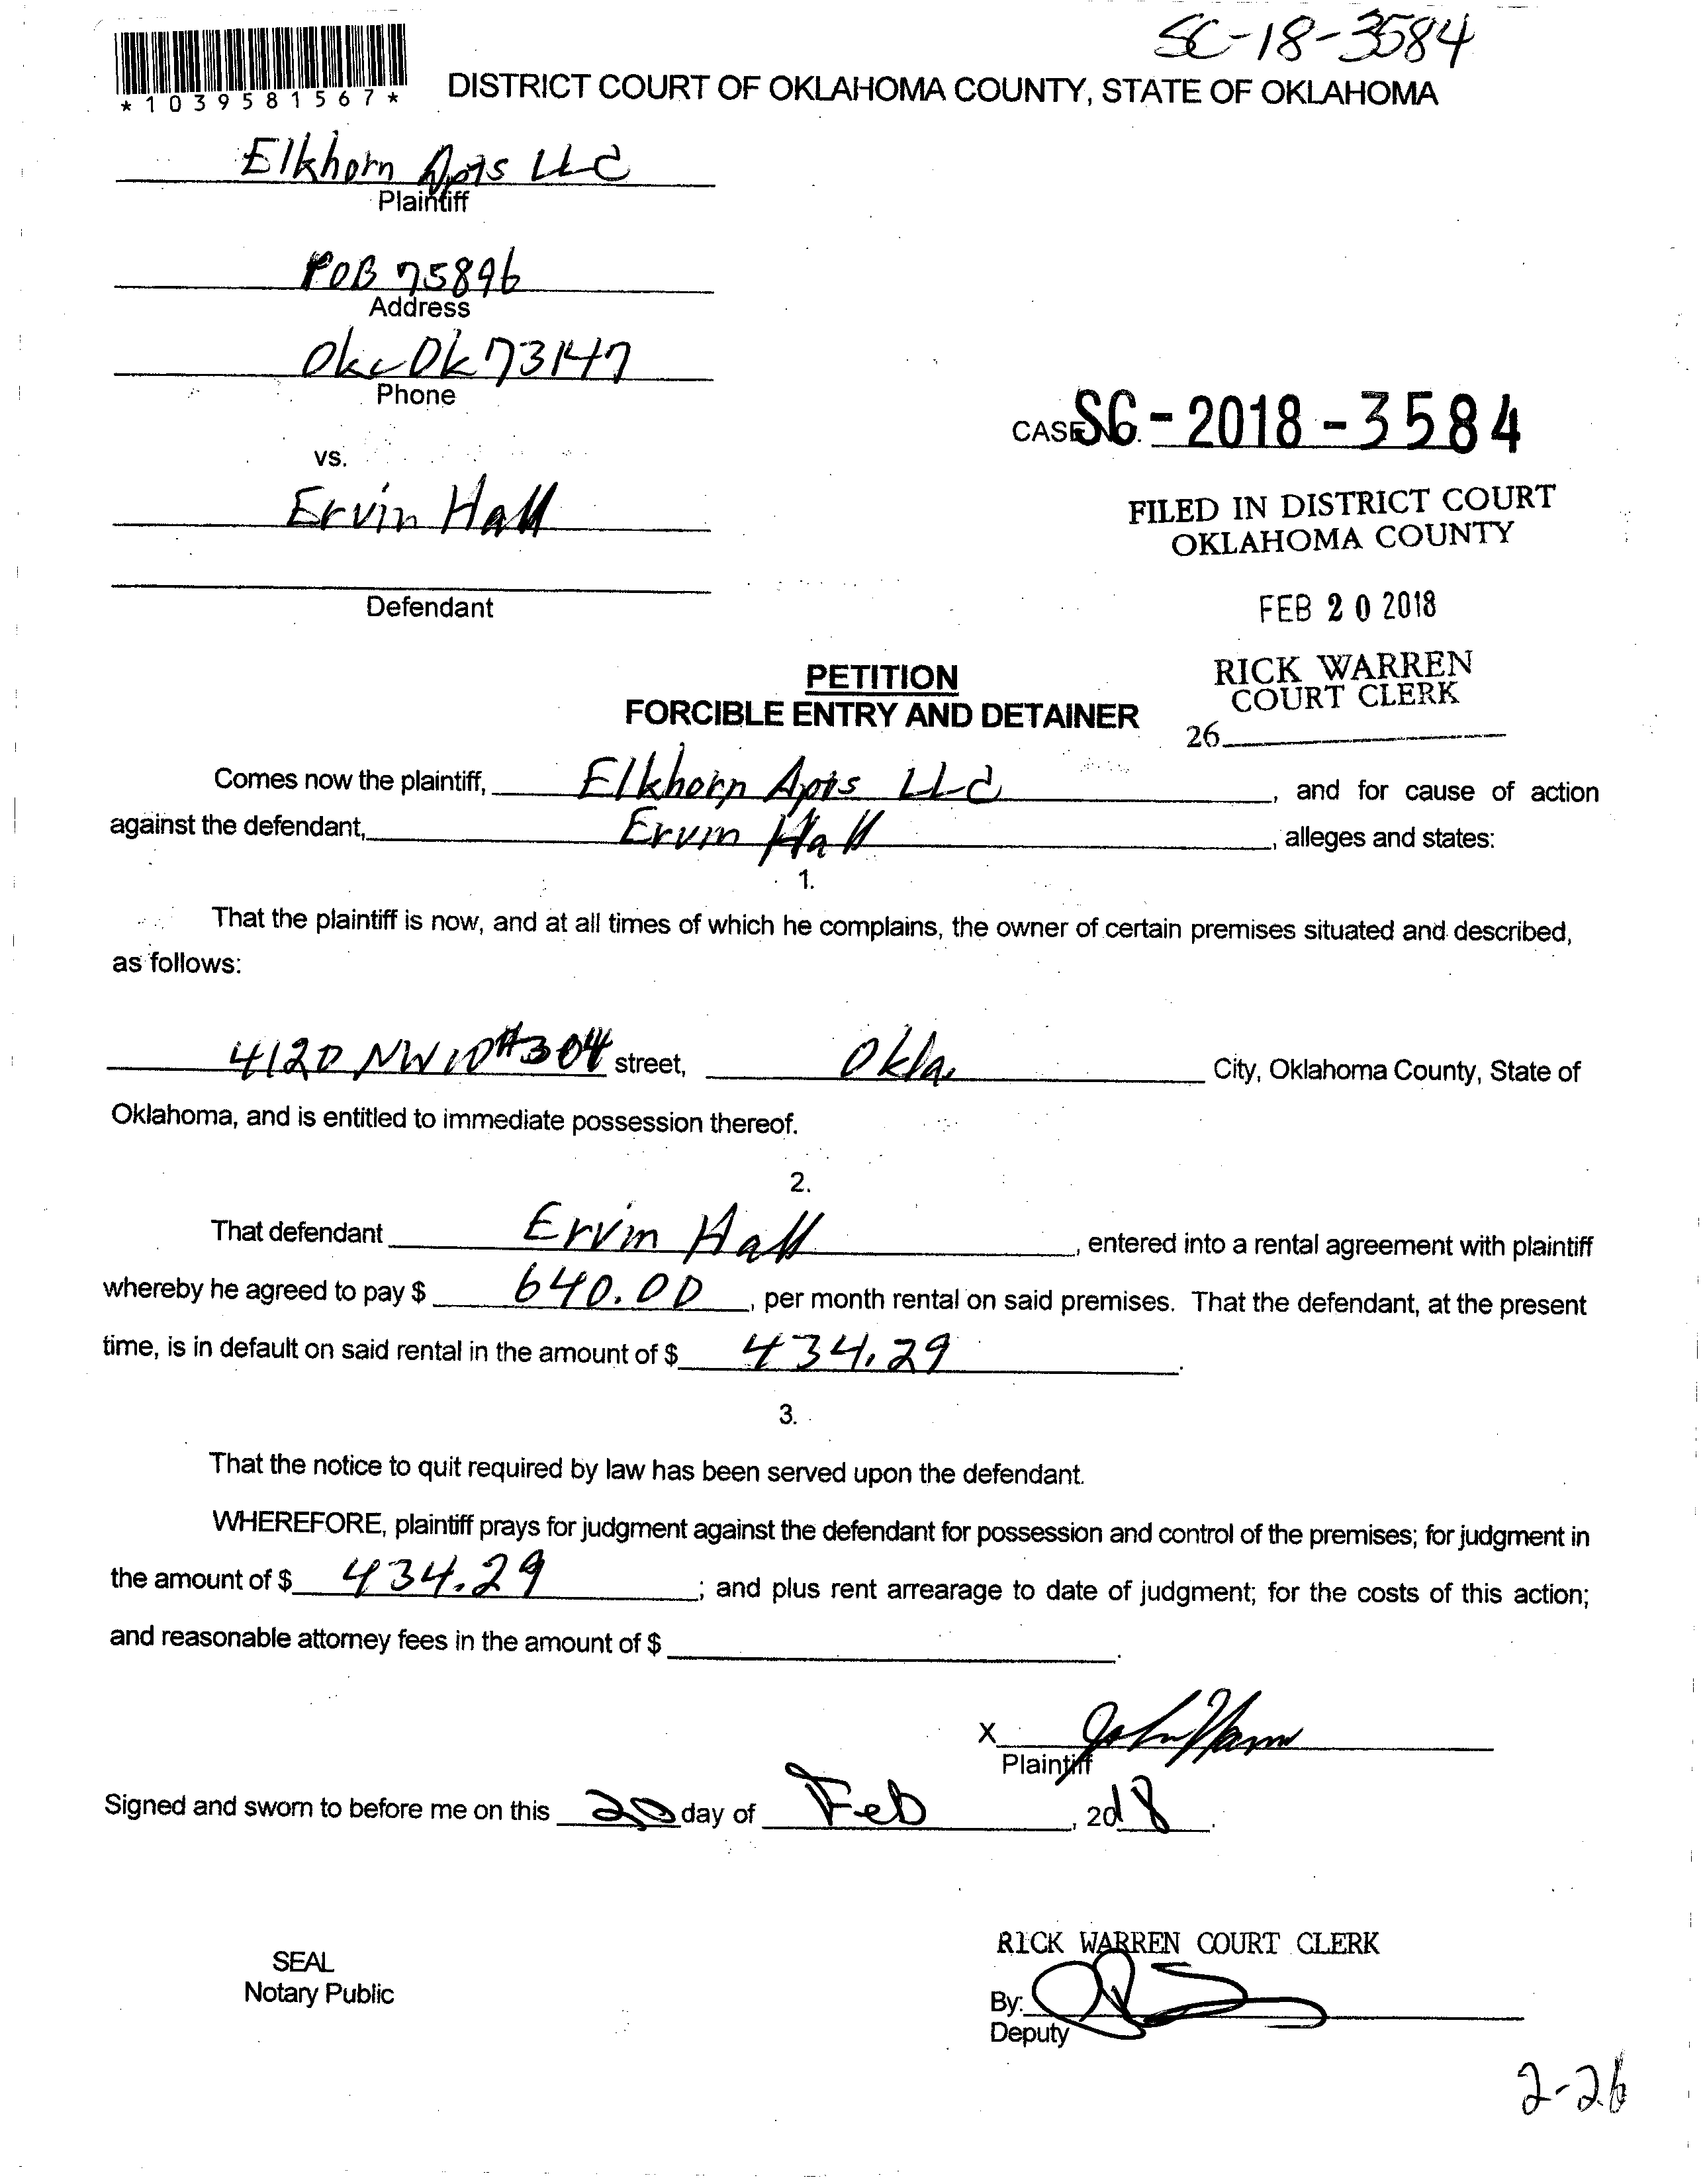 SC-18-3584
*1039581567*
DISTRICT COURT OF OKLAHOMA COUNTY, STATE OF OKLAHOMA
Elkhorn Apts LLC
Plaintiff
POB 75896
Address
Okc Ok 73147
Phone
CASE NO. SC-2018-3584
vs.
Ervin Hall
FILED IN DISTRICT COURT
OKLAHOMA COUNTY
Defendant
FEB 20 2018
PETITION
RICK WARREN
COURT CLERK
FORCIBLE ENTRY AND DETAINER
26
Comes now the plaintiff, Elkhorn Apts LLC, and for cause of action
against the defendant, Ervin Hall, alleges and states:
1.
That the plaintiff is now, and at all times of which he complains, the owner of certain premises situated and described,
as follows:
4120 NW 10 #304 street, Okla. City, Oklahoma County, State of
Oklahoma, and is entitled to immediate possession thereof.
2.
That defendant Ervin Hall, entered into a rental agreement with plaintiff
whereby he agreed to pay $ 640.00, per month rental on said premises. That the defendant, at the present
time, is in default on said rental in the amount of $ 434.29.
3.
That the notice to quit required by law has been served upon the defendant.
WHEREFORE, plaintiff prays for judgment against the defendant for possession and control of the premises; for judgment in
the amount of $ 434.29; and plus rent arrearage to date of judgment; for the costs of this action;
and reasonable attorney fees in the amount of $.
X
Plaintiff
Signed and sworn to before me on this 20 day of Feb, 2018.
RICK WARREN COURT CLERK
SEAL
Notary Public
By:
Deputy
2-26